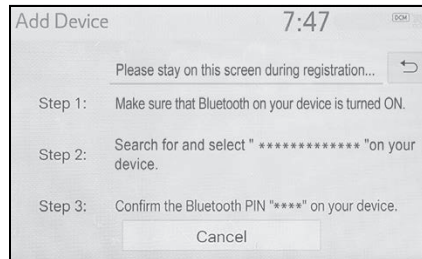 Add Device 7:47 DCM
Please stay on this screen during registration...
Step 1: Make sure that Bluetooth on your device is turned ON.
Step 2: Search for and select " ************* "on your
device.
Step 3: Confirm the Bluetooth PIN "****" on your device.
Cancel